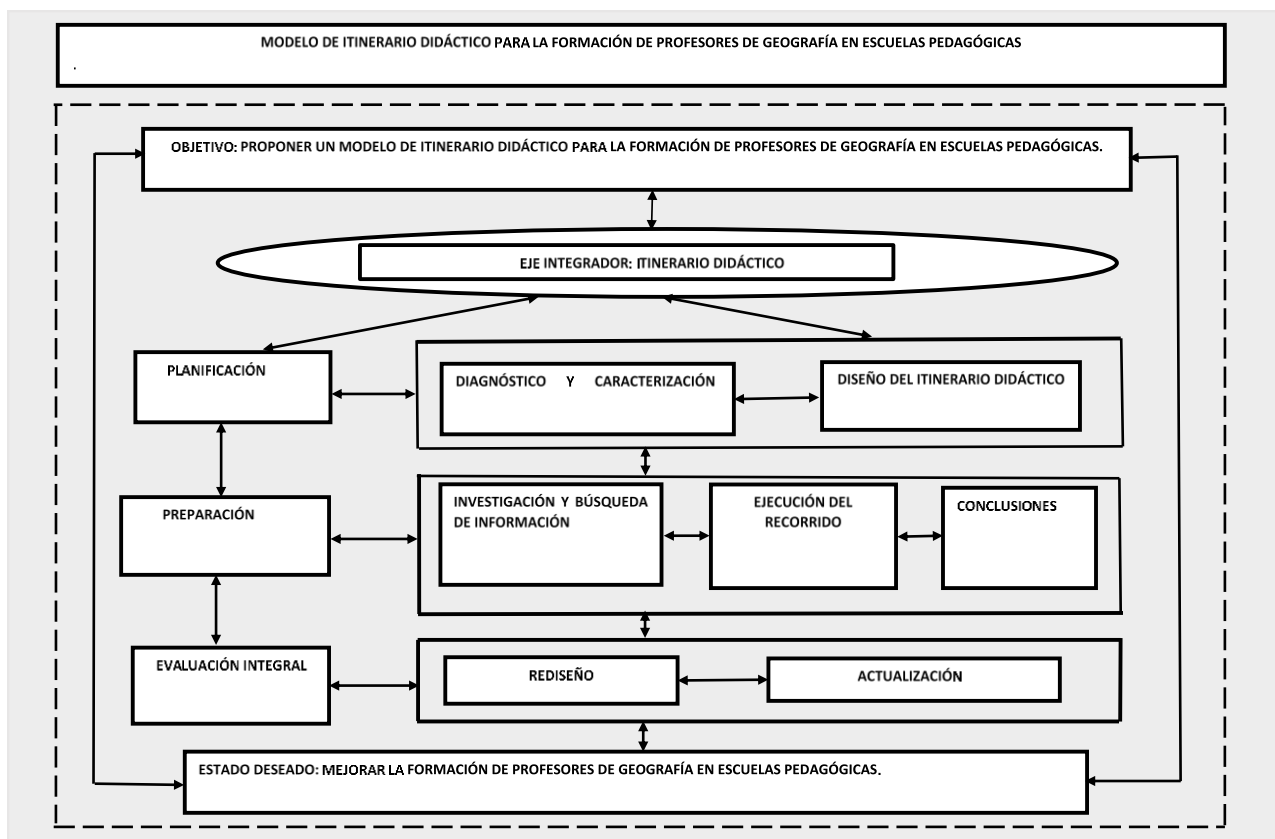 MODELO DE ITINERARIO DIDÁCTICO PARA LA FORMACIÓN DE PROFESORES DE GEOGRAFÍA EN ESCUELAS PEDAGÓGICAS
.
OBJETIVO: PROPONER UN MODELO DE ITINERARIO DIDÁCTICO PARA LA FORMACIÓN DE PROFESORES DE GEOGRAFÍA EN ESCUELAS PEDAGÓGICAS.
EJE INTEGRADOR: ITINERARIO DIDÁCTICO
PLANIFICACIÓN
DIAGNÓSTICO Y CARACTERIZACIÓN
DISEÑO DEL ITINERARIO DIDÁCTICO
PREPARACIÓN
INVESTIGACIÓN Y BÚSQUEDA
DE INFORMACIÓN
EJECUCIÓN DEL
RECORRIDO
CONCLUSIONES
EVALUACIÓN INTEGRAL
REDISEÑO
ACTUALIZACIÓN
ESTADO DESEADO: MEJORAR LA FORMACIÓN DE PROFESORES DE GEOGRAFÍA EN ESCUELAS PEDAGÓGICAS.